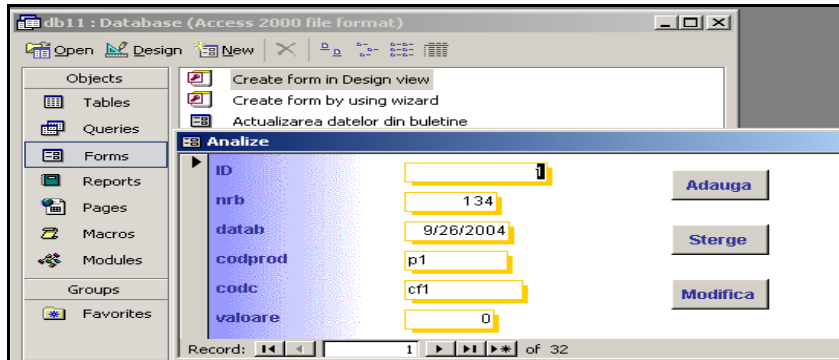 db11 : Database (Access 2000 file format)
Open Design New
Objects
Tables
Queries
Forms
Reports
Pages
Macros
Modules
Groups
Favorites
Create form in Design view
Create form by using wizard
Actualizarea datelor din buletine
Analize
ID 1
nrb 134
datab 9/26/2004
codprod p1
codc cf1
valoare 0
Adauga
Sterge
Modifica
Record: 1 of 32